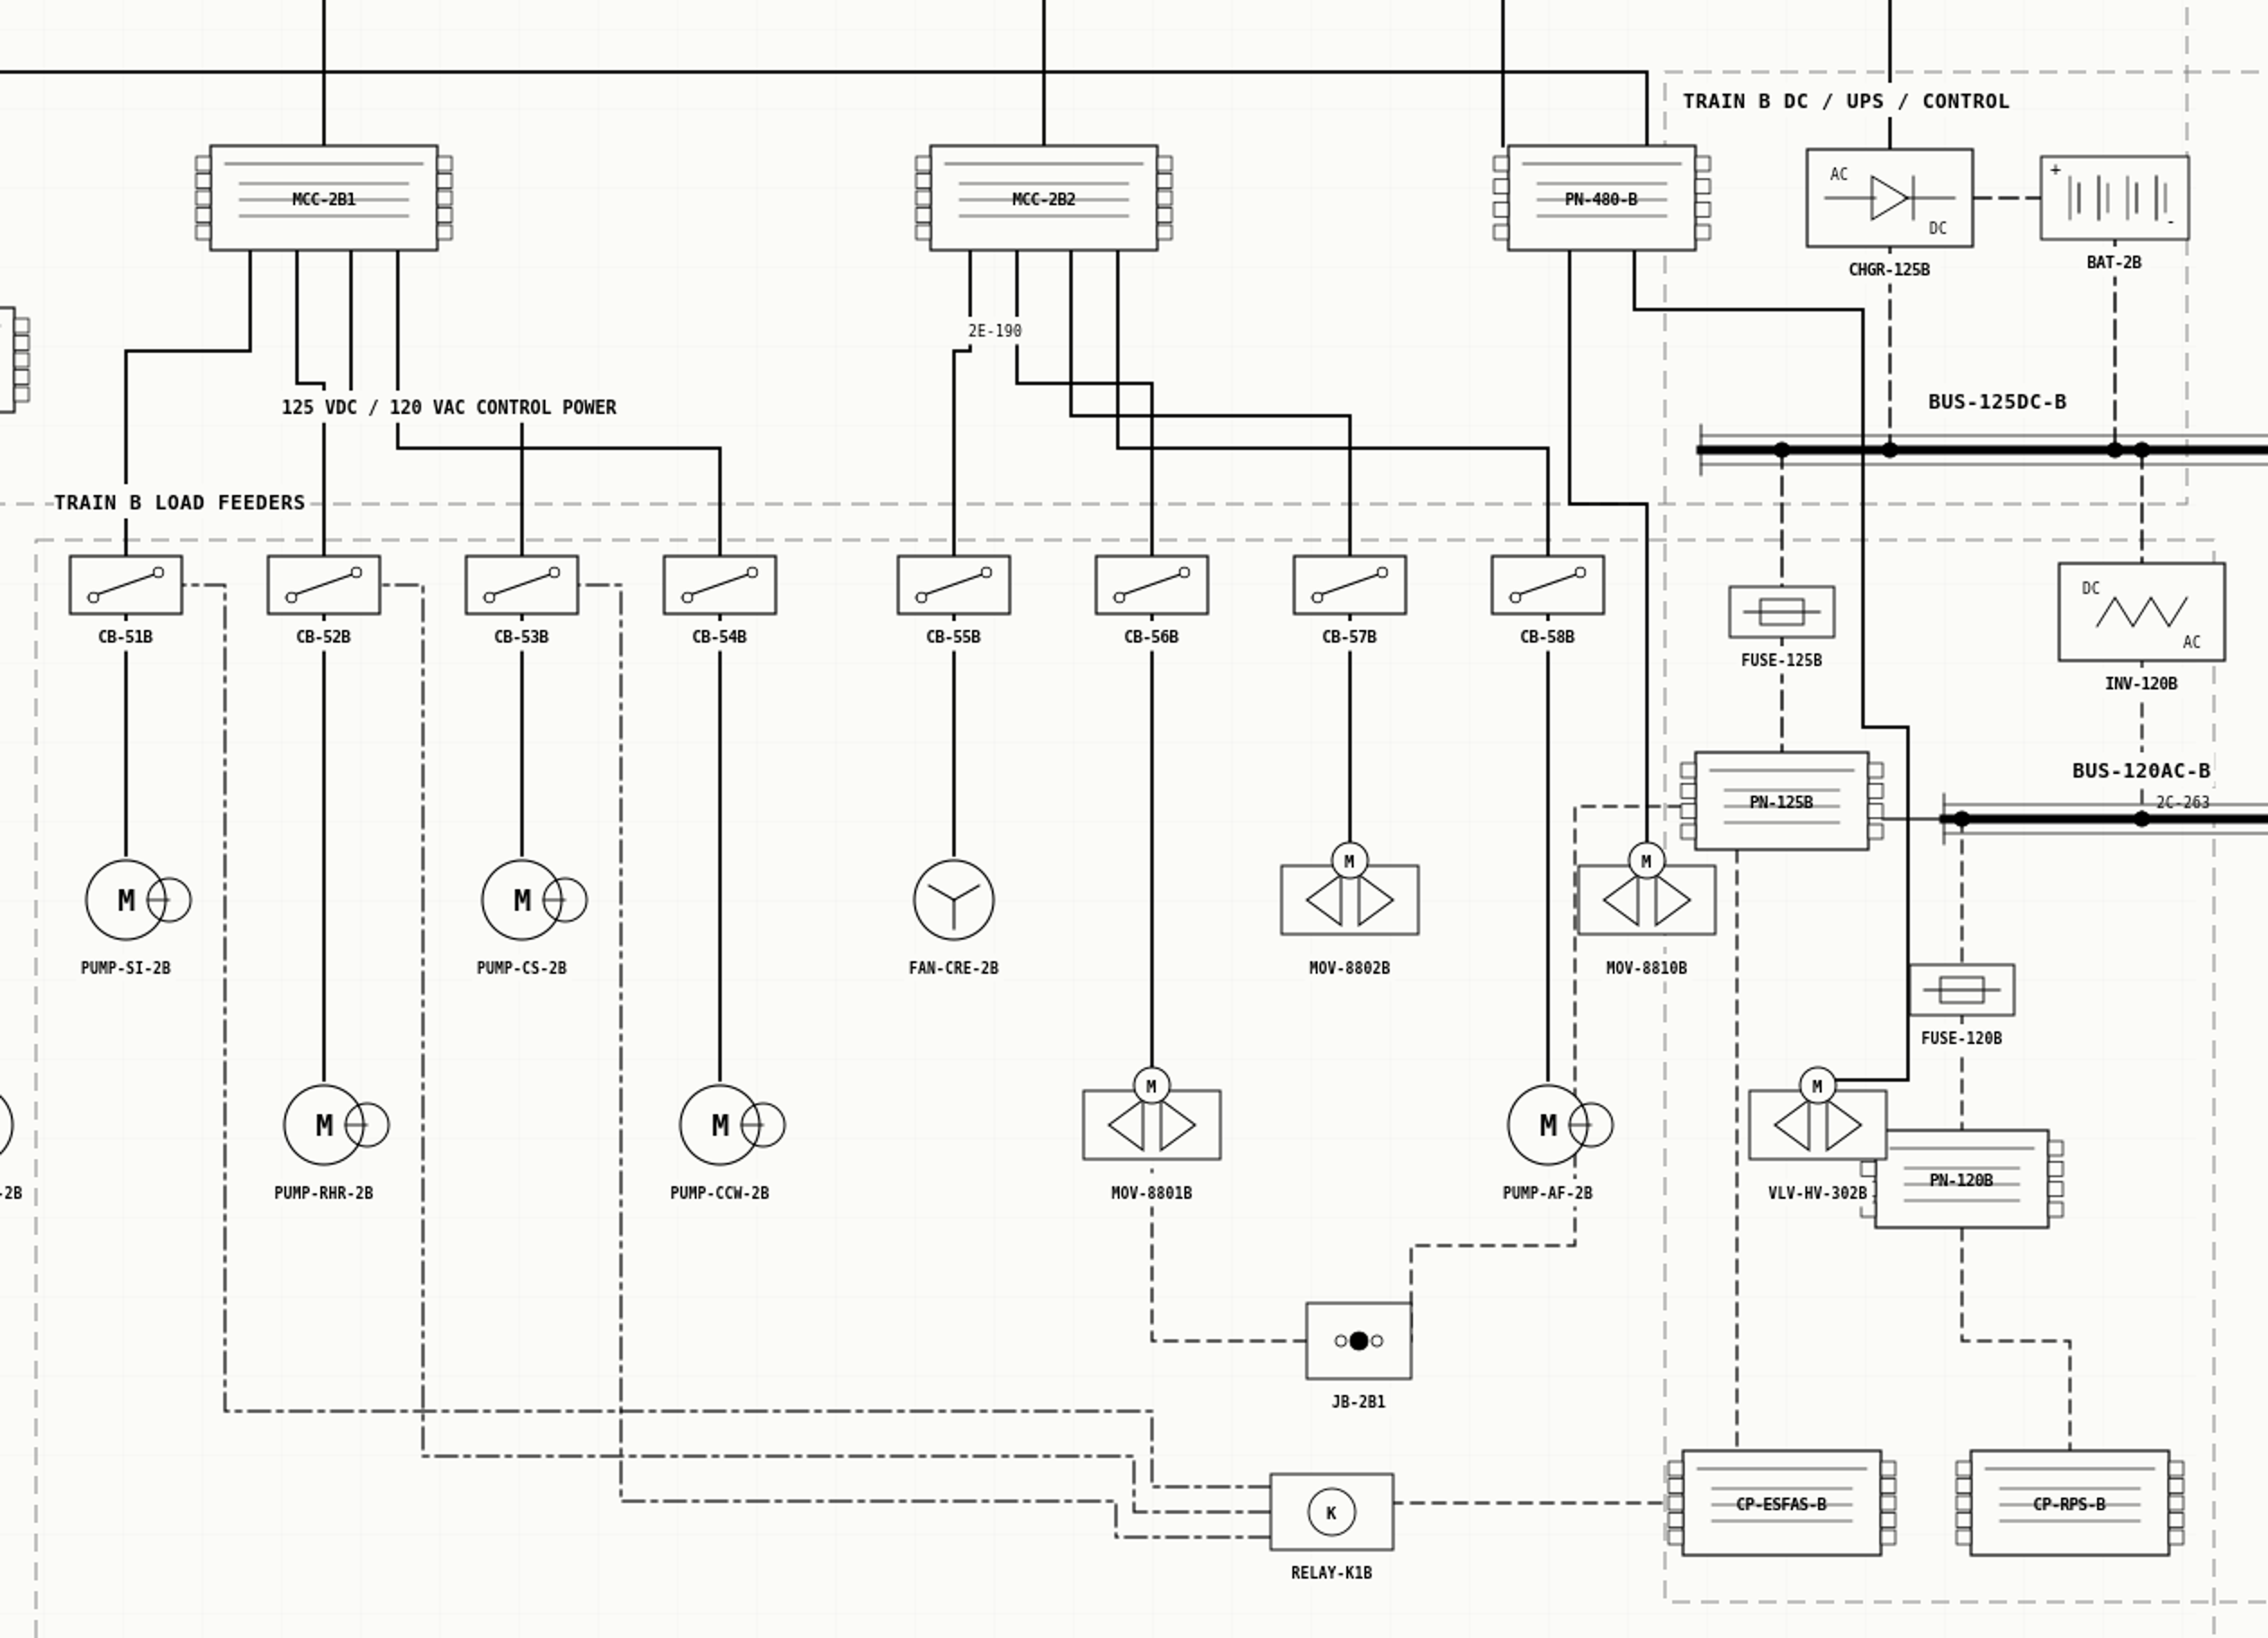 TRAIN B DC / UPS / CONTROL
MCC-2B1
MCC-2B2
PN-480-B
AC
DC
CHGR-125B
+
-
BAT-2B
2E-190
125 VDC / 120 VAC CONTROL POWER
BUS-125DC-B
TRAIN B LOAD FEEDERS
CB-51B
CB-52B
CB-53B
CB-54B
CB-55B
CB-56B
CB-57B
CB-58B
FUSE-125B
DC
AC
INV-120B
BUS-120AC-B
2C-263
PN-125B
M
PUMP-SI-2B
M
PUMP-CS-2B
FAN-CRE-2B
M
MOV-8802B
M
MOV-8810B
FUSE-120B
-2B
M
PUMP-RHR-2B
M
PUMP-CCW-2B
M
MOV-8801B
M
PUMP-AF-2B
M
VLV-HV-302B
PN-120B
JB-2B1
K
RELAY-K1B
CP-ESFAS-B
CP-RPS-B